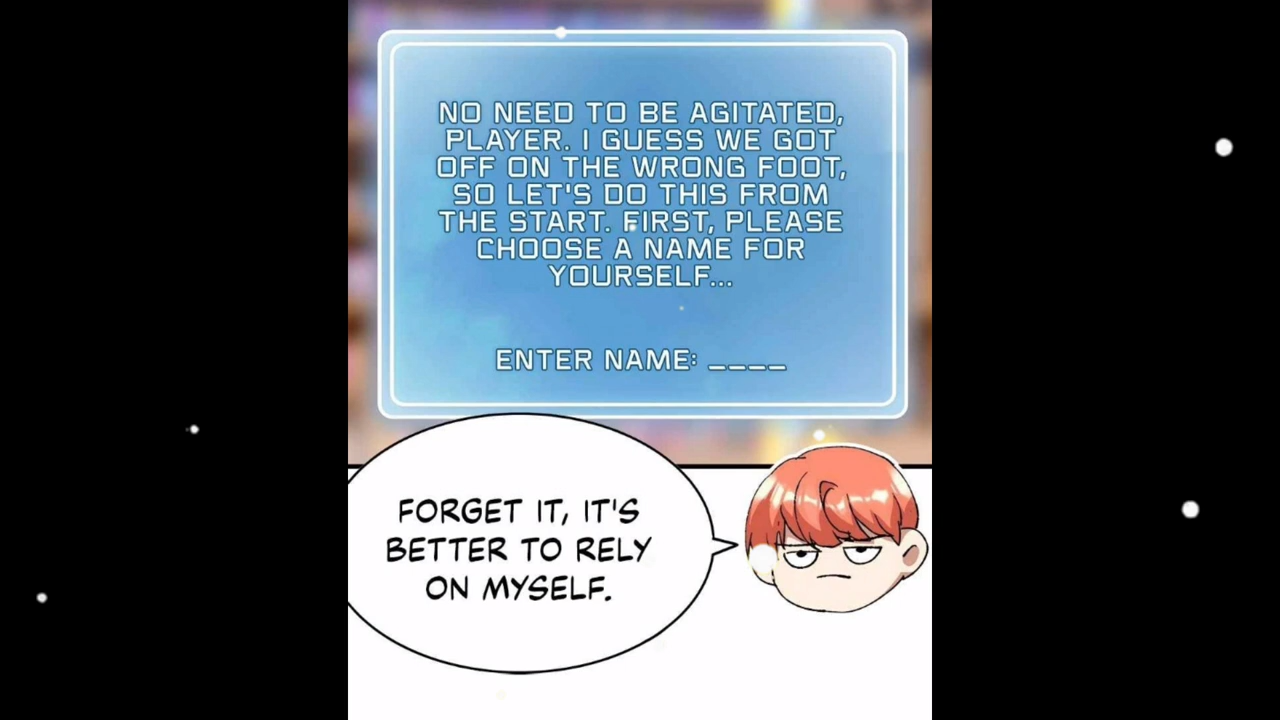 NO NEED TO BE AGITATED,
PLAYER. I GUESS WE GOT
OFF ON THE WRONG FOOT,
SO LET'S DO THIS FROM
THE START. FIRST, PLEASE
CHOOSE A NAME FOR
YOURSELF...
ENTER NAME: ____
FORGET IT, IT'S
BETTER TO RELY
ON MYSELF.